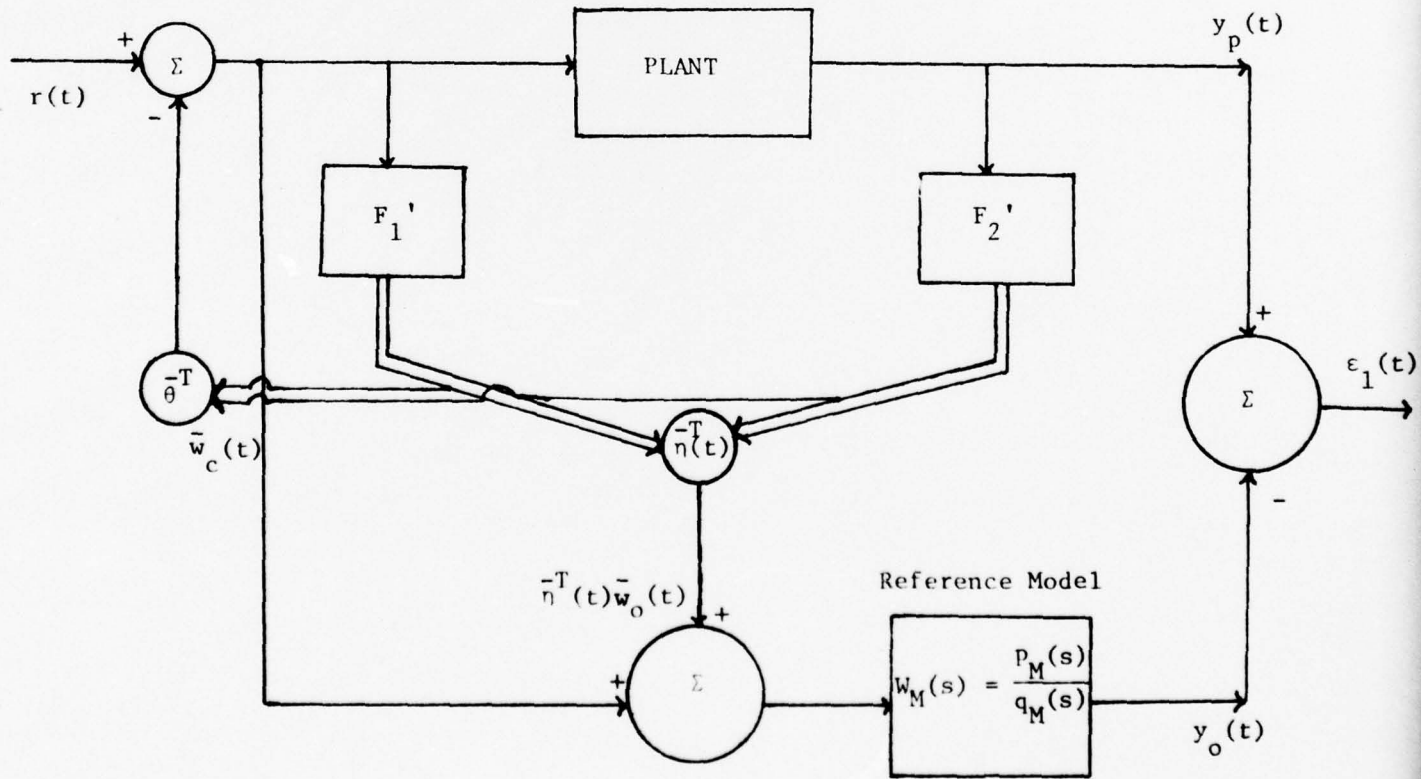 y_p(t)
+
Σ
PLANT
r(t)
-
F_1'
F_2'
+
ε_1(t)
θ̄^T
Σ
w̄_c(t)
η̄^T(t)
-
Reference Model
η̄^T(t)w̄_o(t)
+
+
Σ
W_M(s) = p_M(s)/q_M(s)
y_o(t)